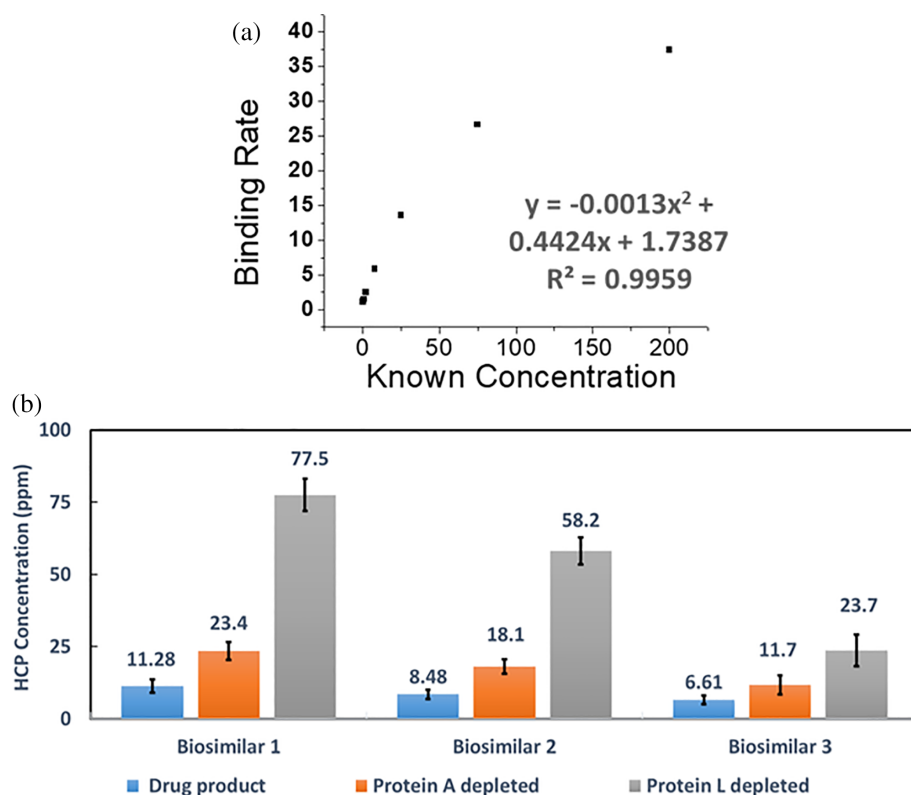 (a)
Binding Rate
40
35
30
25
20
15
10
5
0
y = -0.0013x² +
0.4424x + 1.7387
R² = 0.9959
0 50 100 150 200
Known Concentration
(b)
HCP Concentration (ppm)
100
75
50
25
0
11.28 23.4 77.5
8.48 18.1 58.2
6.61 11.7 23.7
Biosimilar 1 Biosimilar 2 Biosimilar 3
Drug product Protein A depleted Protein L depleted